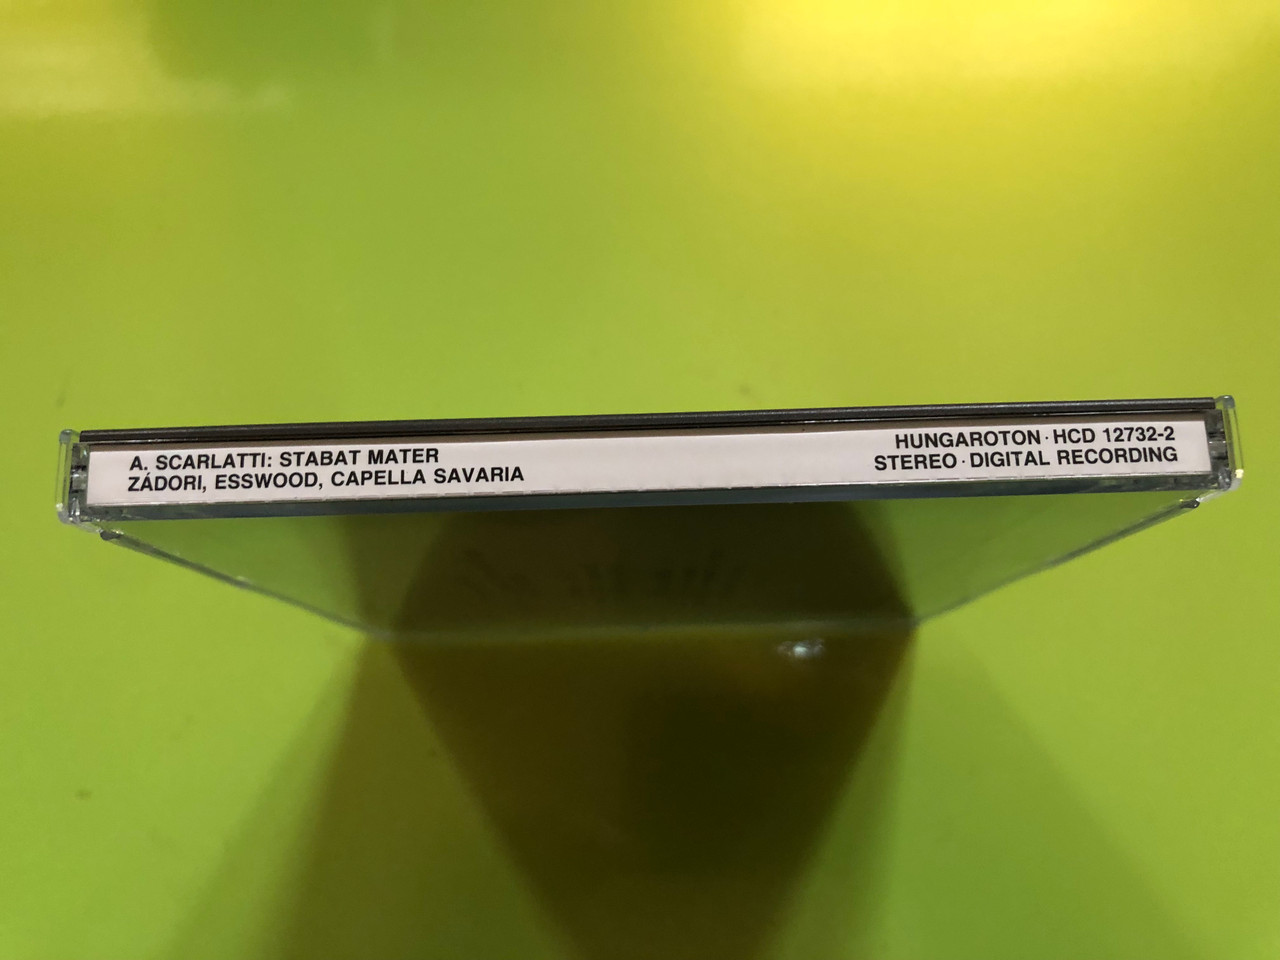 A. SCARLATTI: STABAT MATER
ZÁDORI, ESSWOOD, CAPELLA SAVARIA
HUNGAROTON · HCD 12732-2
STEREO · DIGITAL RECORDING